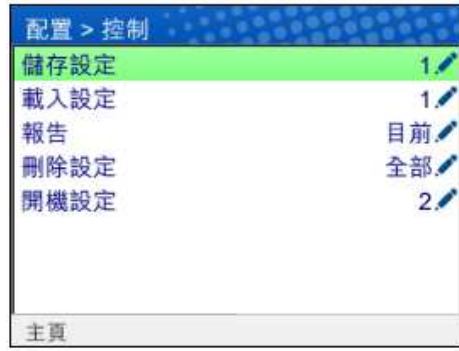 配置 > 控制
儲存設定 1
載入設定 1
報告 目前
刪除設定 全部
開機設定 2
主頁